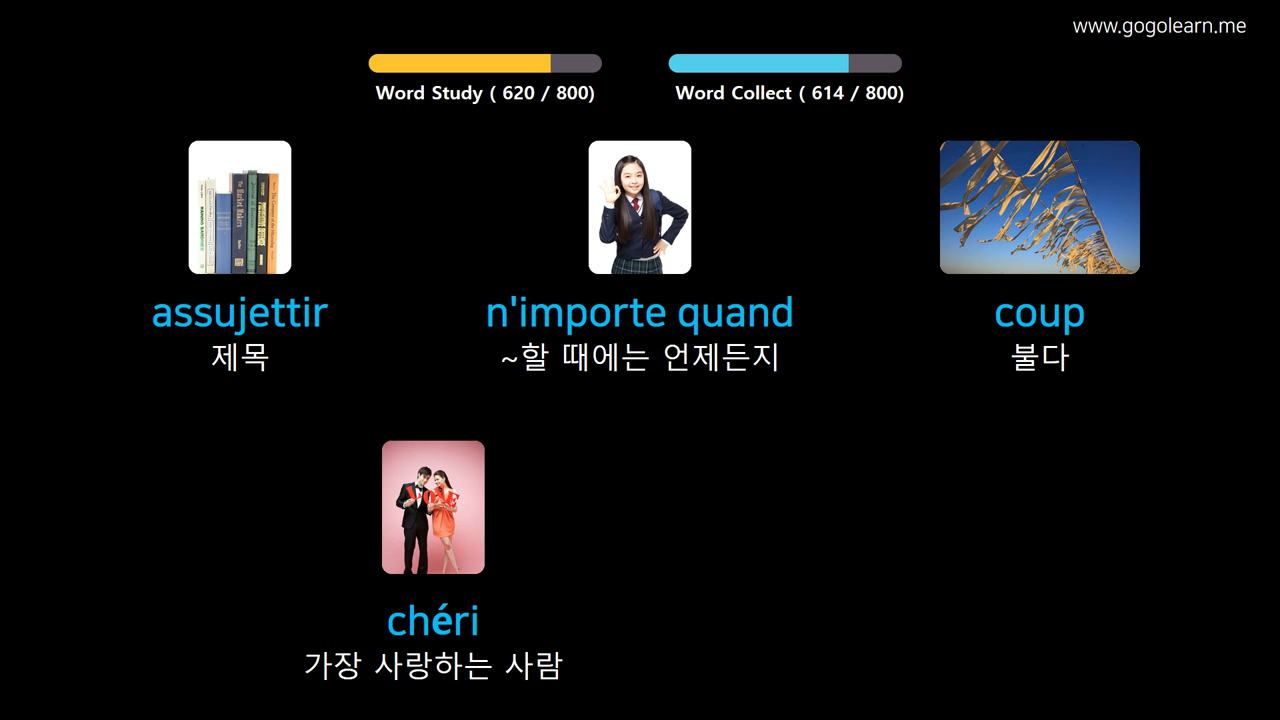 www.gogolearn.me
Word Study ( 620 / 800)
Word Collect ( 614 / 800)
assujettir
제목
n'importe quand
~할 때에는 언제든지
coup
불다
LOVE
chéri
가장 사랑하는 사람